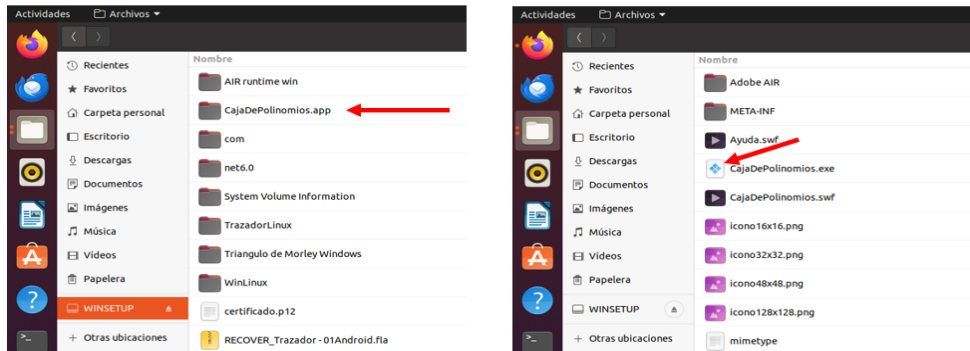 Actividades Archivos
Nombre
Recientes
Favoritos
Carpeta personal
Escritorio
Descargas
Documentos
Imágenes
Música
Vídeos
Papelera
WINSETUP
+ Otras ubicaciones
AIR runtime win
CajaDePolinomios.app
com
net6.0
System Volume Information
TrazadorLinux
Triangulo de Morley Windows
WinLinux
certificado.p12
RECOVER_Trazador - 01Android.fla
Actividades Archivos
Nombre
Recientes
Favoritos
Carpeta personal
Escritorio
Descargas
Documentos
Imágenes
Música
Vídeos
Papelera
WINSETUP
+ Otras ubicaciones
Adobe AIR
META-INF
Ayuda.swf
CajaDePolinomios.exe
CajaDePolinomios.swf
icono16x16.png
icono32x32.png
icono48x48.png
icono128x128.png
mimetype